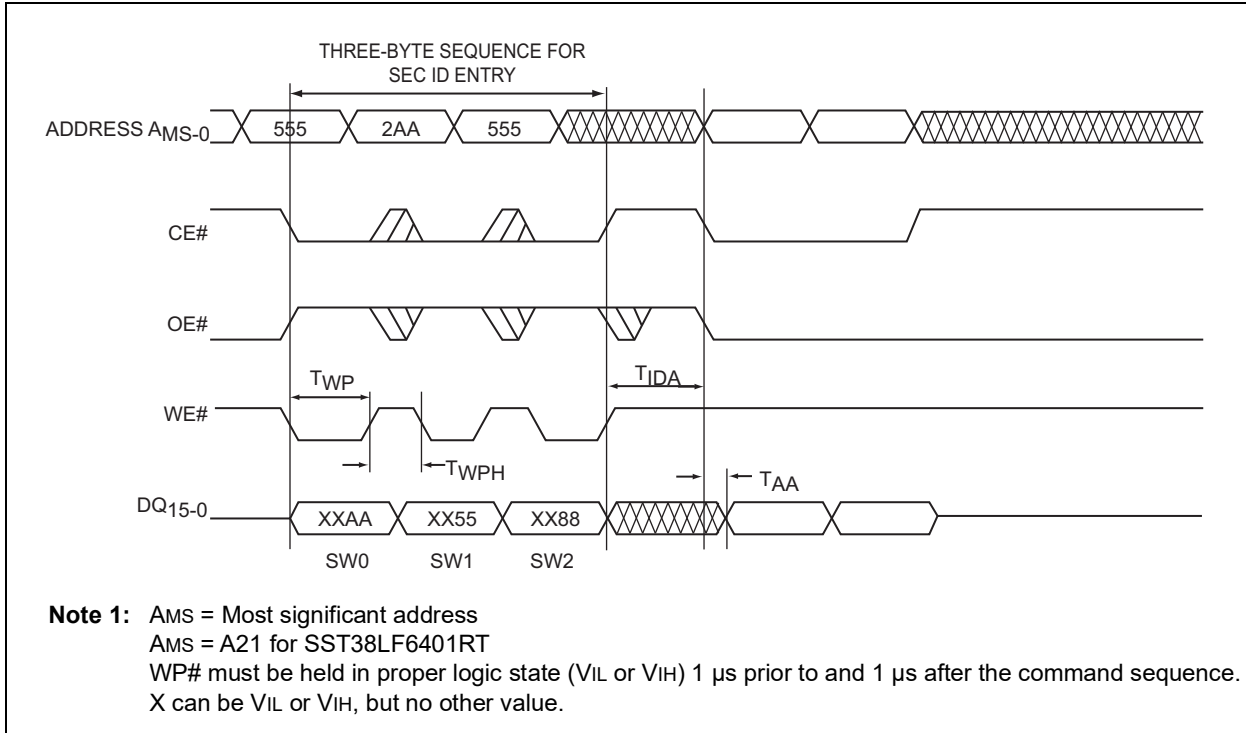 THREE-BYTE SEQUENCE FOR
SEC ID ENTRY
ADDRESS AMS-0
555 2AA 555
CE#
OE#
TWP
TIDA
WE#
TWPH
TAA
DQ15-0
XXAA XX55 XX88
SW0 SW1 SW2
Note 1: AMS = Most significant address
AMS = A21 for SST38LF6401RT
WP# must be held in proper logic state (VIL or VIH) 1 µs prior to and 1 µs after the command sequence.
X can be VIL or VIH, but no other value.